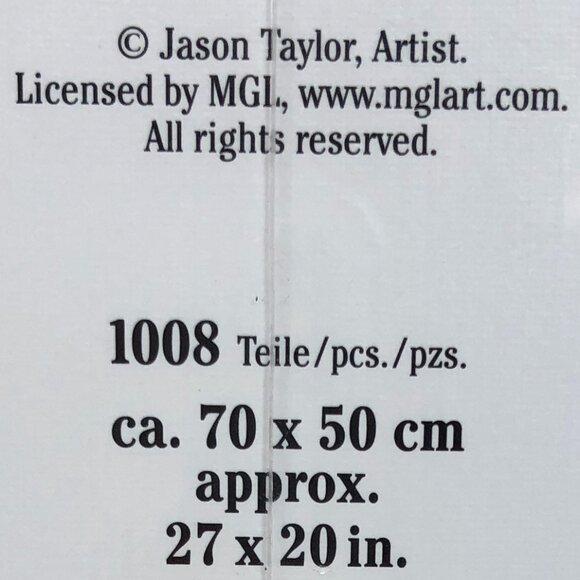 © Jason Taylor, Artist.
Licensed by MGL, www.mglart.com.
All rights reserved.
1008 Teile/pcs./pzs.
ca. 70 x 50 cm
approx.
27 x 20 in.